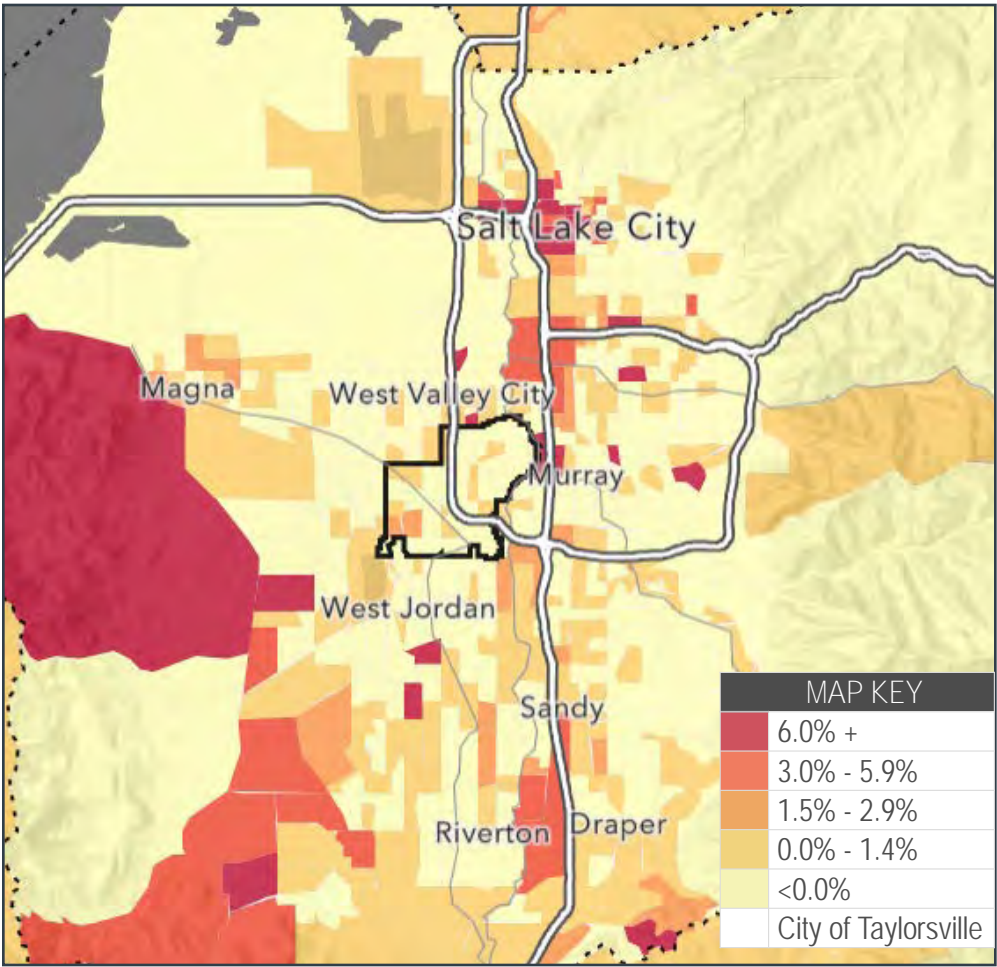 Salt Lake City
Magna
West Valley City
Murray
West Jordan
Sandy
Riverton
Draper
MAP KEY
6.0% +
3.0% - 5.9%
1.5% - 2.9%
0.0% - 1.4%
<0.0%
City of Taylorsville